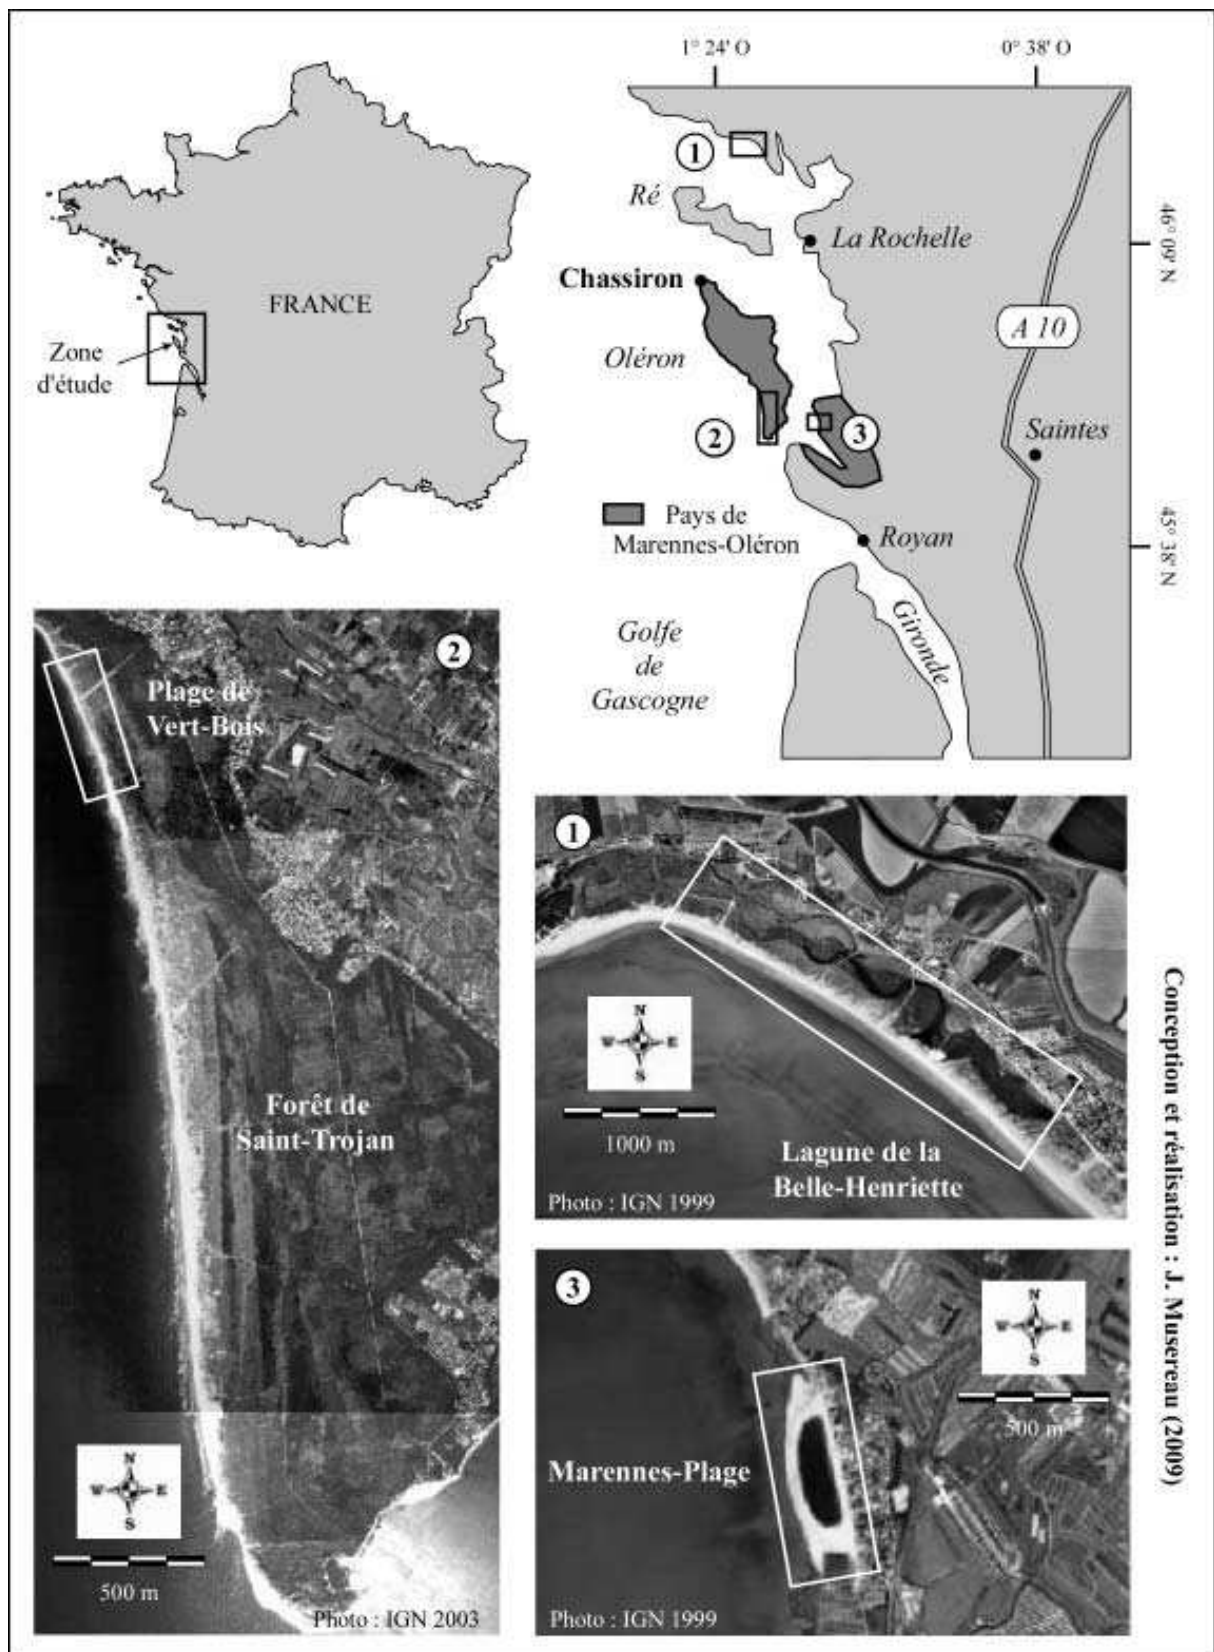 1° 24' O
0° 38' O
1
Ré
La Rochelle
46° 09' N
Chassiron
FRANCE
Zone
d'étude
Oléron
A 10
2
3
Saintes
Pays de
Marennes-Oléron
Royan
45° 38' N
Golfe
de
Gascogne
Gironde
2
Plage de
Vert-Bois
Forêt de
Saint-Trojan
N
W E
S
500 m
Photo : IGN 2003
1
N
W E
S
1000 m
Lagune de la
Belle-Henriette
Photo : IGN 1999
3
N
W E
S
500 m
Marennes-Plage
Photo : IGN 1999
Conception et réalisation : J. Musereau (2009)